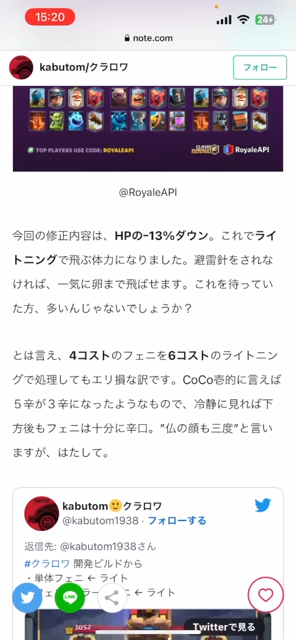 15:20
24
note.com
kabutom/クラロワ
フォロー
TOP PLAYERS USE CODE: ROYALEAPI
CLASH ROYALE
RoyaleAPI
@RoyaleAPI
今回の修正内容は、HPのｰ13%ダウン。これでライ
トニングで飛ぶ体力になりました。避雷針をされな
ければ、一気に卵まで飛ばせます。これを待ってい
た方、多いんじゃないでしょうか？
とは言え、4コストのフェニを6コストのライトニン
グで処理してもエリ損な訳です。CoCo壱的に言えば
５辛が３辛になったようなもので、冷静に見れば下
方後もフェニは十分に辛口。”仏の顔も三度”と言い
ますが、はたして。
kabutom🙂クラロワ
@kabutom1938 · フォローする
返信先: @kabutom1938さん
#クラロワ 開発ビルドから
・単体フェニ ← ライト
ライト
3052
Twitterで見る
LINE